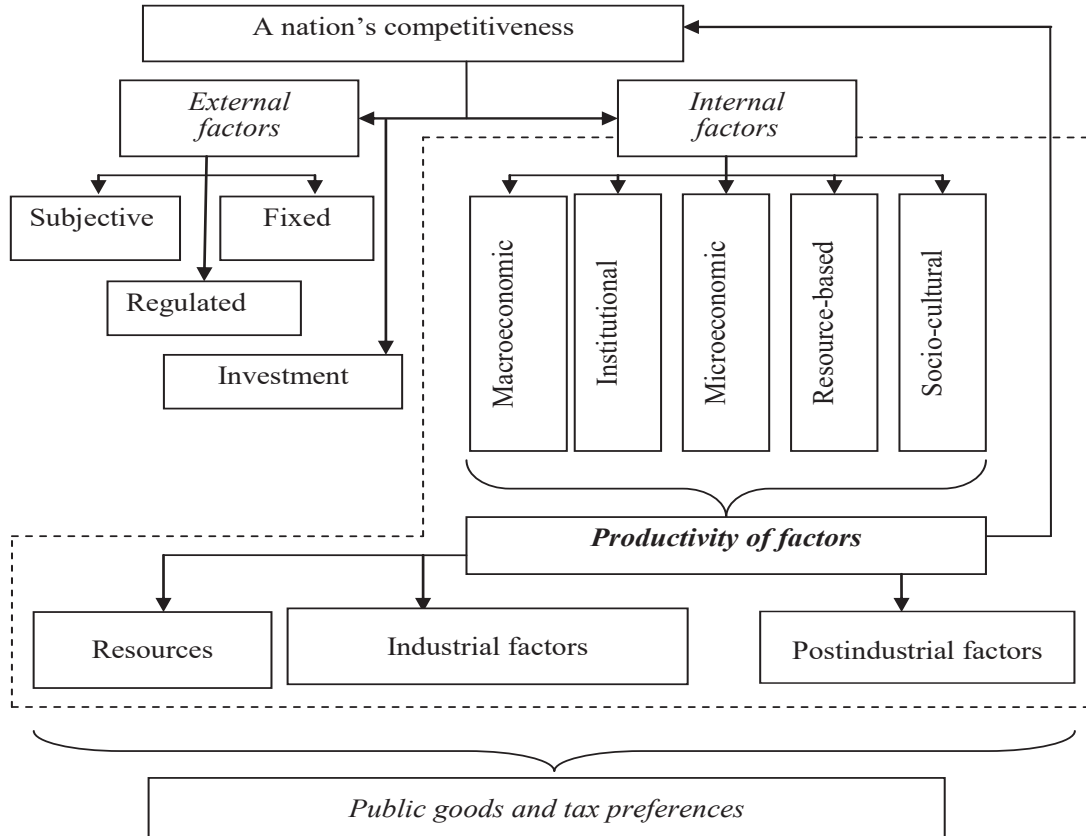 A nation’s competitiveness
External
factors
Internal
factors
Subjective
Fixed
Regulated
Investment
Macroeconomic
Institutional
Microeconomic
Resource-based
Socio-cultural
Productivity of factors
Resources
Industrial factors
Postindustrial factors
Public goods and tax preferences